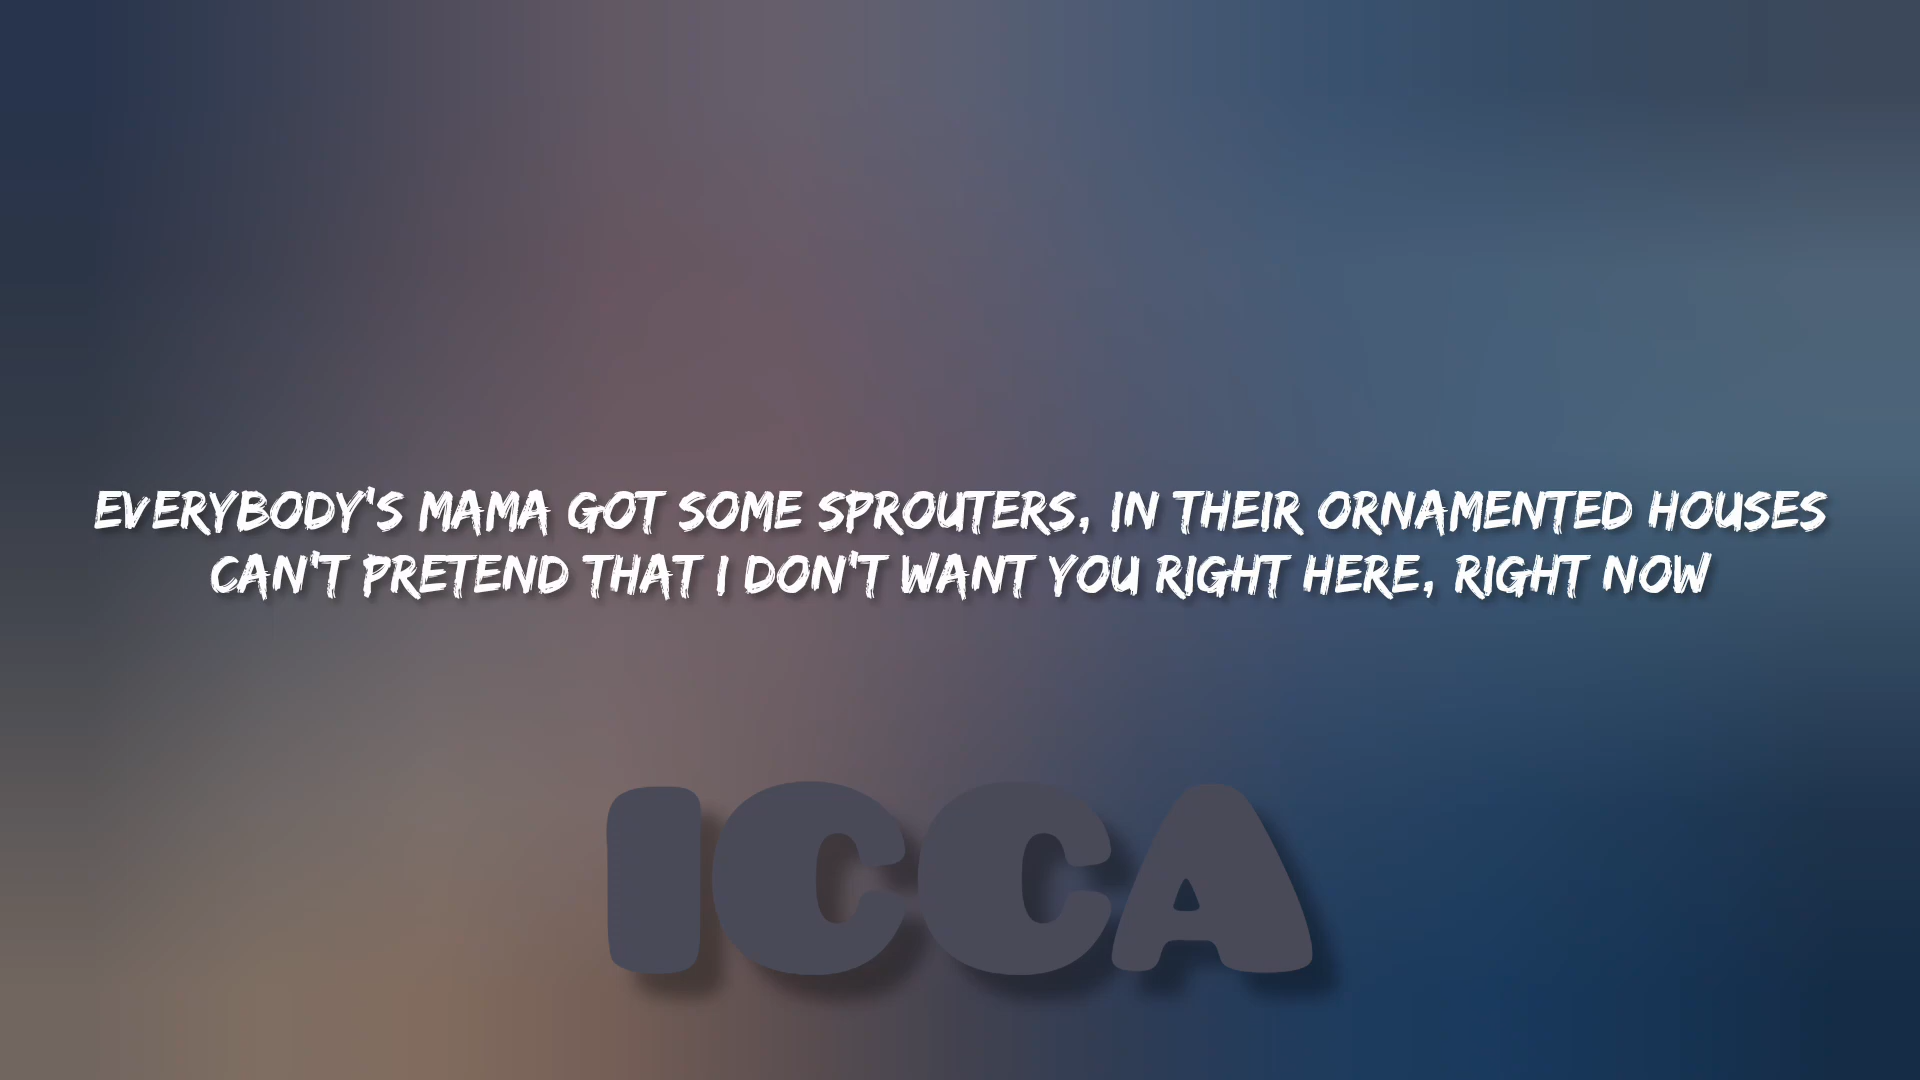 EVERYBODY'S MAMA GOT SOME SPROUTERS, IN THEIR ORNAMENTED HOUSES
CAN'T PRETEND THAT I DON'T WANT YOU RIGHT HERE, RIGHT NOW
ICCA